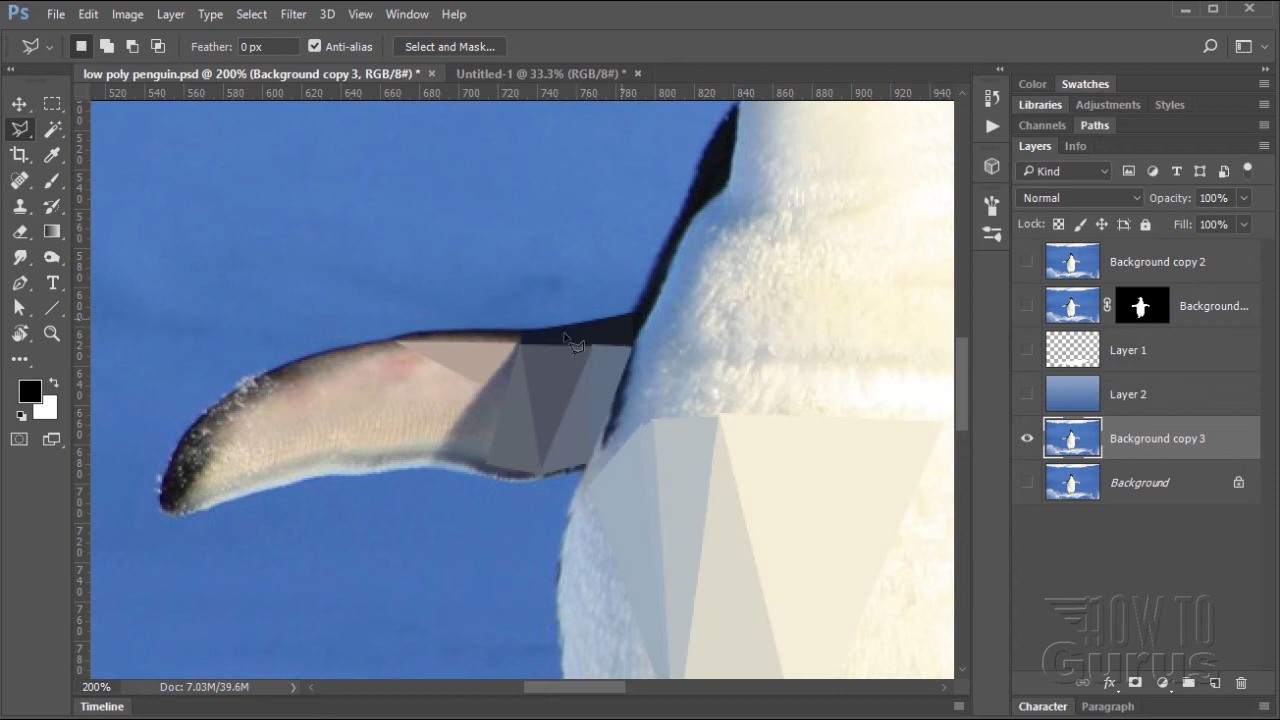 Ps File Edit Image Layer Type Select Filter 3D View Window Help
Feather: 0 px Anti-alias Select and Mask...
low poly penguin.psd @ 200% (Background copy 3, RGB/8#) * × Untitled-1 @ 33.3% (RGB/8#) * ×
520 540 560 580 600 620 640 660 680 700 720 740 760 780 800 820 840 860 880 900 920 940
Color Swatches
Libraries Adjustments Styles
Channels Paths
Layers Info
Kind
Normal Opacity: 100%
Lock: Fill: 100%
Background copy 2
Background...
Layer 1
Layer 2
Background copy 3
Background
HOW TO
Gurus
200% Doc: 7.03M/39.6M
Timeline
Character Paragraph